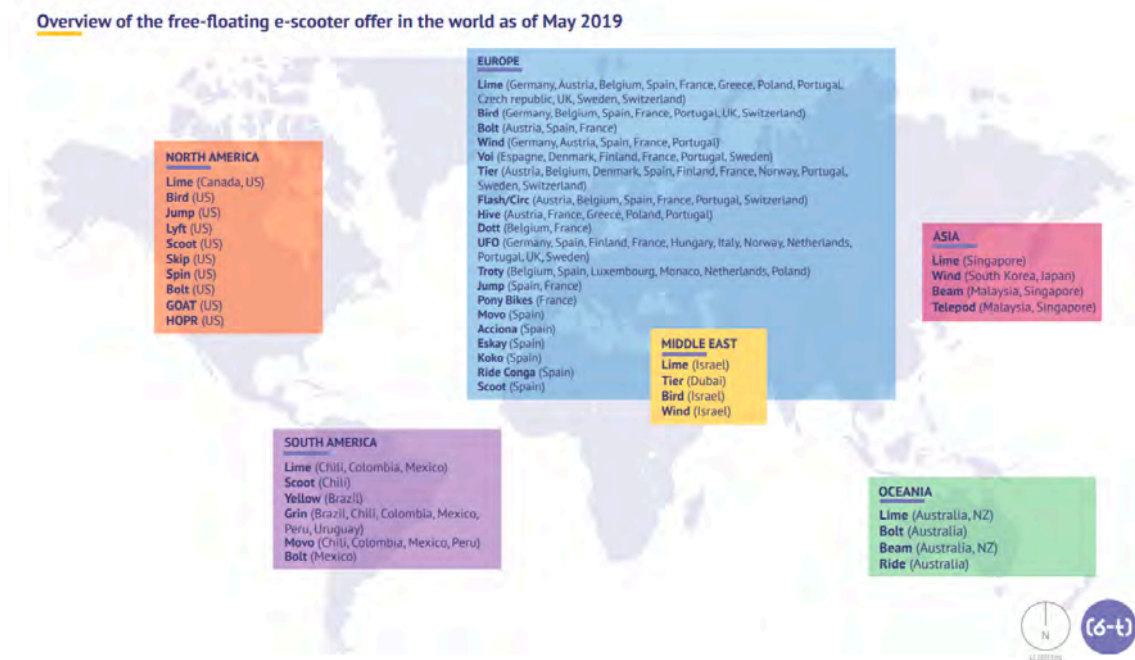 Overview of the free-floating e-scooter offer in the world as of May 2019
EUROPE
Lime (Germany, Austria, Belgium, Spain, France, Greece, Poland, Portugal,
Czech republic, UK, Sweden, Switzerland)
Bird (Germany, Belgium, Spain, France, Portugal, UK, Switzerland)
Bolt (Austria, Spain, France)
Wind (Germany, Austria, Spain, France, Portugal)
Voi (Espagne, Denmark, Finland, France, Portugal, Sweden)
Tier (Austria, Belgium, Denmark, Spain, Finland, France, Norway, Portugal,
Sweden, Switzerland)
Flash/Circ (Austria, Belgium, Spain, France, Portugal, Switzerland)
Hive (Austria, France, Greece, Poland, Portugal)
Dott (Belgium, France)
UFO (Germany, Spain, Finland, France, Hungary, Italy, Norway, Netherlands,
Portugal, UK, Sweden)
Troty (Belgium, Spain, Luxembourg, Monaco, Netherlands, Poland)
Jump (Spain, France)
Pony Bikes (France)
Movo (Spain)
Acciona (Spain)
Eskay (Spain)
Koko (Spain)
Ride Conga (Spain)
Scoot (Spain)
NORTH AMERICA
Lime (Canada, US)
Bird (US)
Jump (US)
Lyft (US)
Scoot (US)
Skip (US)
Spin (US)
Bolt (US)
GOAT (US)
HOPR (US)
ASIA
Lime (Singapore)
Wind (South Korea, Japan)
Beam (Malaysia, Singapore)
Telepod (Malaysia, Singapore)
MIDDLE EAST
Lime (Israel)
Tier (Dubai)
Bird (Israel)
Wind (Israel)
SOUTH AMERICA
Lime (Chili, Colombia, Mexico)
Scoot (Chili)
Yellow (Brazil)
Grin (Brazil, Chili, Colombia, Mexico,
Peru, Uruguay)
Movo (Chili, Colombia, Mexico, Peru)
Bolt (Mexico)
OCEANIA
Lime (Australia, NZ)
Bolt (Australia)
Beam (Australia, NZ)
Ride (Australia)
N
(6-t)